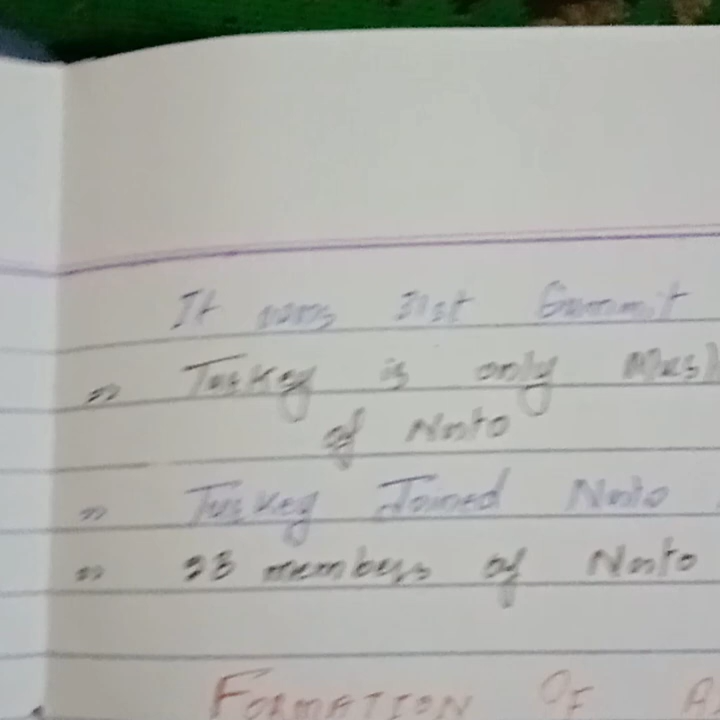 It was 31st Summit
=> Turkey is only
of Nato
=> Turkey Joined Nato
=> 28 members of Nato
FORMATION OF